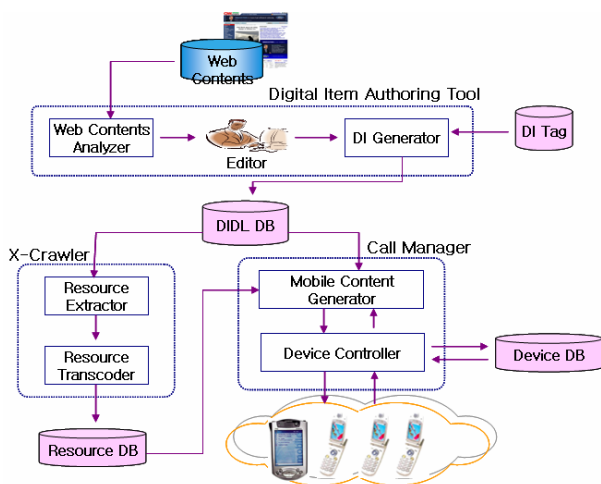 Web
Contents
Digital Item Authoring Tool
Web Contents
Analyzer
Editor
DI Generator
DI Tag
DIDL DB
X-Crawler
Call Manager
Resource
Extractor
Mobile Content
Generator
Resource
Transcoder
Device Controller
Device DB
Resource DB